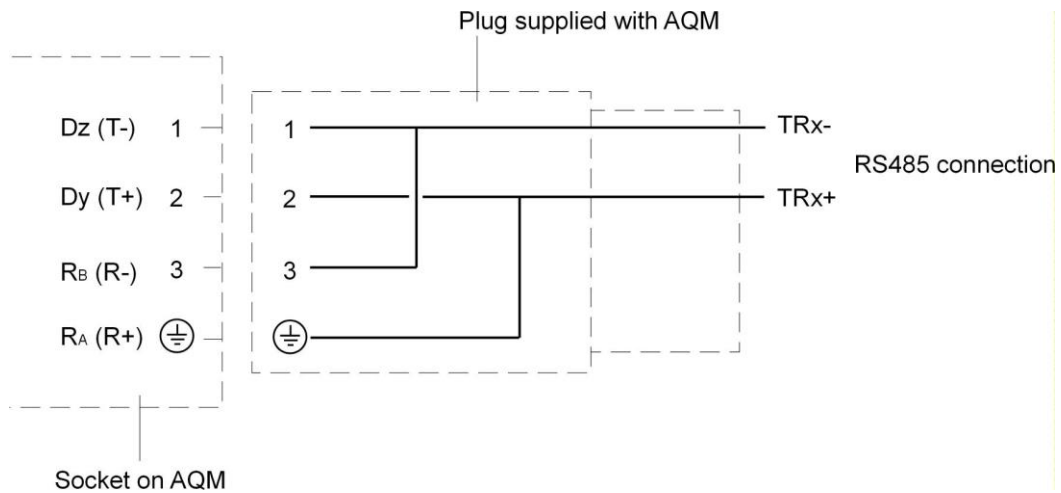 Plug supplied with AQM
Dz (T-) 1 1 TRx-
RS485 connection
Dy (T+) 2 2 TRx+
RB (R-) 3 3
RA (R+)
Socket on AQM